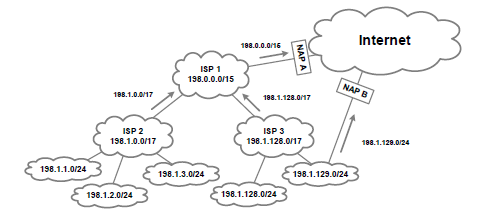 198.0.0.0/15
Internet
NAP A
ISP 1
198.0.0.0/15
NAP B
198.1.0.0/17
198.1.128.0/17
ISP 2
198.1.0.0/17
ISP 3
198.1.128.0/17
198.1.129.0/24
198.1.1.0/24
198.1.2.0/24
198.1.3.0/24
198.1.128.0/24
198.1.129.0/24